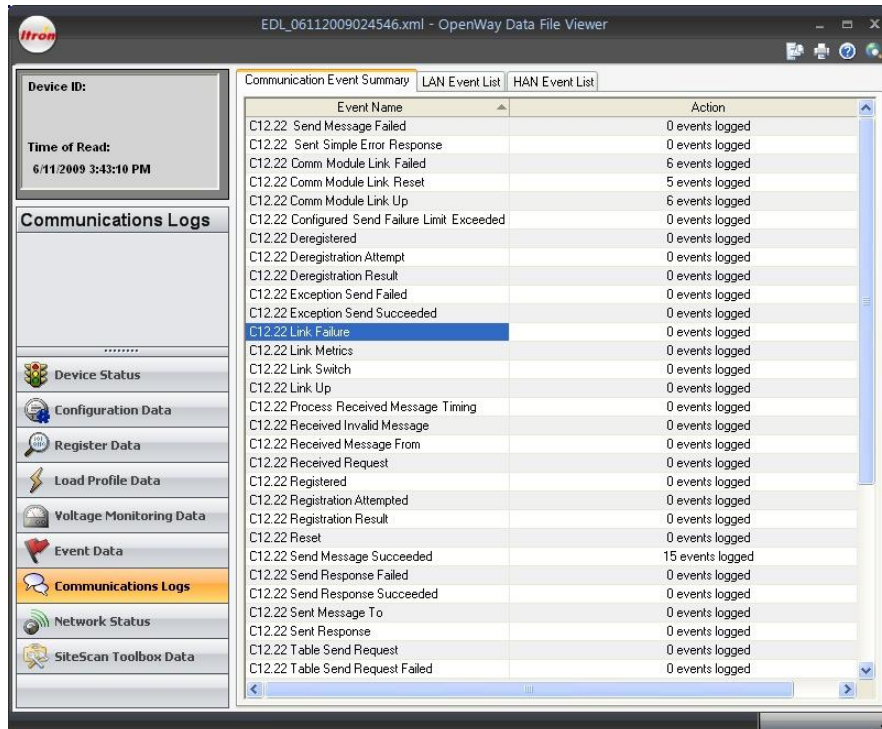 EDL_06112009024546.xml - OpenWay Data File Viewer
Itron
Device ID:
Time of Read:
6/11/2009 3:43:10 PM
Communications Logs
Device Status
Configuration Data
Register Data
Load Profile Data
Voltage Monitoring Data
Event Data
Communications Logs
Network Status
SiteScan Toolbox Data
Communication Event Summary LAN Event List HAN Event List
Event Name Action
C12.22 Send Message Failed 0 events logged
C12.22 Sent Simple Error Response 0 events logged
C12.22 Comm Module Link Failed 6 events logged
C12.22 Comm Module Link Reset 5 events logged
C12.22 Comm Module Link Up 6 events logged
C12.22 Configured Send Failure Limit Exceeded 0 events logged
C12.22 Deregistered 0 events logged
C12.22 Deregistration Attempt 0 events logged
C12.22 Deregistration Result 0 events logged
C12.22 Exception Send Failed 0 events logged
C12.22 Exception Send Succeeded 0 events logged
C12.22 Link Failure 0 events logged
C12.22 Link Metrics 0 events logged
C12.22 Link Switch 0 events logged
C12.22 Link Up 0 events logged
C12.22 Process Received Message Timing 0 events logged
C12.22 Received Invalid Message 0 events logged
C12.22 Received Message From 0 events logged
C12.22 Received Request 0 events logged
C12.22 Registered 0 events logged
C12.22 Registration Attempted 0 events logged
C12.22 Registration Result 0 events logged
C12.22 Reset 0 events logged
C12.22 Send Message Succeeded 15 events logged
C12.22 Send Response Failed 0 events logged
C12.22 Send Response Succeeded 0 events logged
C12.22 Sent Message To 0 events logged
C12.22 Sent Response 0 events logged
C12.22 Table Send Request 0 events logged
C12.22 Table Send Request Failed 0 events logged